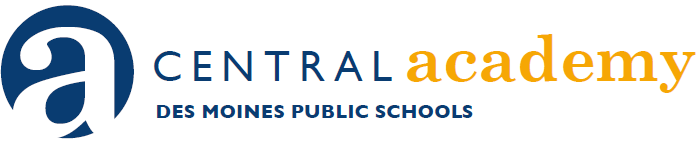 a CENTRAL academy
DES MOINES PUBLIC SCHOOLS